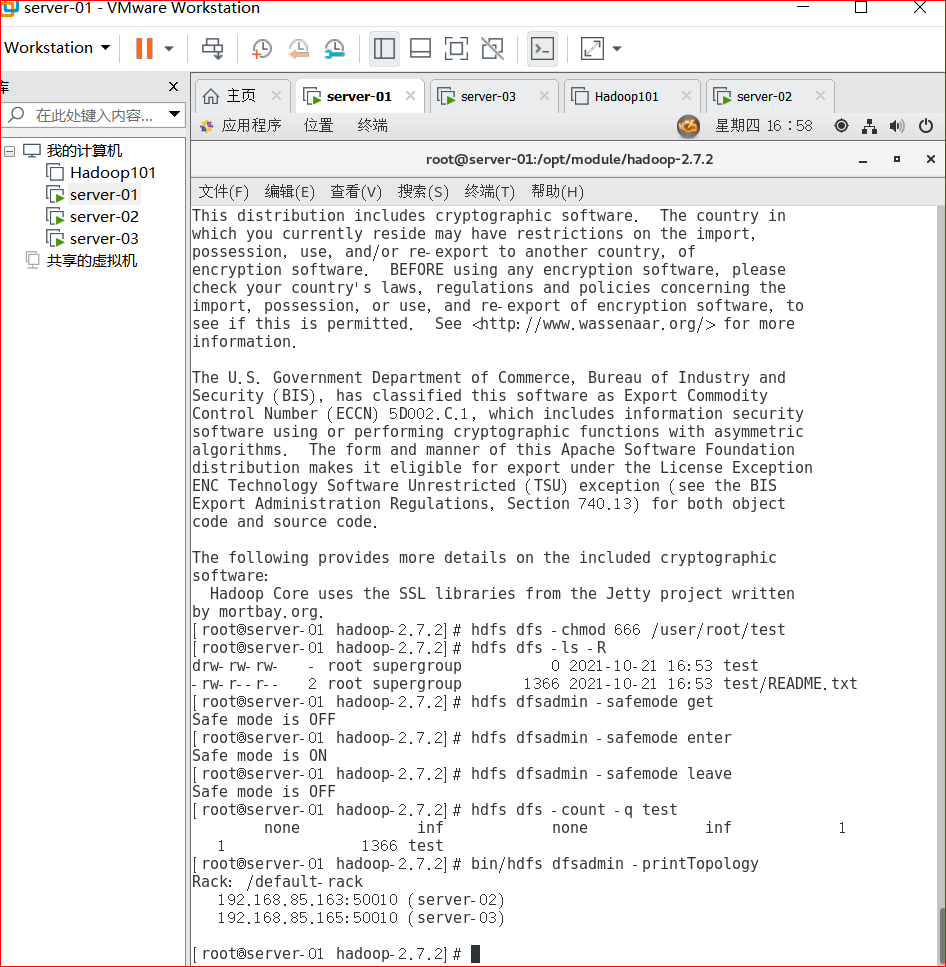 server-01 - VMware Workstation
Workstation
库
主页
server-01
server-03
Hadoop101
server-02
在此处键入内容...
应用程序 位置 终端
星期四 16：58
我的计算机
Hadoop101
server-01
server-02
server-03
共享的虚拟机
root@server-01:/opt/module/hadoop-2.7.2
文件(F) 编辑(E) 查看(V) 搜索(S) 终端(T) 帮助(H)
This distribution includes cryptographic software.  The country in
which you currently reside may have restrictions on the import,
possession, use, and/or re-export to another country, of
encryption software.  BEFORE using any encryption software, please
check your country's laws, regulations and policies concerning the
import, possession, or use, and re-export of encryption software, to
see if this is permitted.  See <http://www.wassenaar.org/> for more
information.
The U.S. Government Department of Commerce, Bureau of Industry and
Security (BIS), has classified this software as Export Commodity
Control Number (ECCN) 5D002.C.1, which includes information security
software using or performing cryptographic functions with asymmetric
algorithms.  The form and manner of this Apache Software Foundation
distribution makes it eligible for export under the License Exception
ENC Technology Software Unrestricted (TSU) exception (see the BIS
Export Administration Regulations, Section 740.13) for both object
code and source code.
The following provides more details on the included cryptographic
software:
  Hadoop Core uses the SSL libraries from the Jetty project written
by mortbay.org.
[root@server-01 hadoop-2.7.2]# hdfs dfs -chmod 666 /user/root/test
[root@server-01 hadoop-2.7.2]# hdfs dfs -ls -R
drw-rw-rw-   - root supergroup          0 2021-10-21 16:53 test
-rw-r--r--   2 root supergroup       1366 2021-10-21 16:53 test/README.txt
[root@server-01 hadoop-2.7.2]# hdfs dfsadmin -safemode get
Safe mode is OFF
[root@server-01 hadoop-2.7.2]# hdfs dfsadmin -safemode enter
Safe mode is ON
[root@server-01 hadoop-2.7.2]# hdfs dfsadmin -safemode leave
Safe mode is OFF
[root@server-01 hadoop-2.7.2]# hdfs dfs -count -q test
        none             inf            none             inf            1
   1               1366 test
[root@server-01 hadoop-2.7.2]# bin/hdfs dfsadmin -printTopology
Rack: /default-rack
   192.168.85.163:50010 (server-02)
   192.168.85.165:50010 (server-03)
[root@server-01 hadoop-2.7.2]#